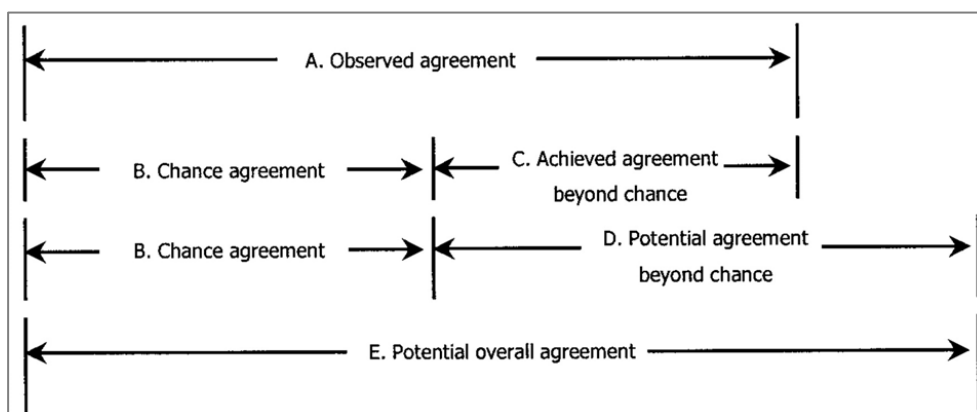 A. Observed agreement
B. Chance agreement
C. Achieved agreement
beyond chance
B. Chance agreement
D. Potential agreement
beyond chance
E. Potential overall agreement